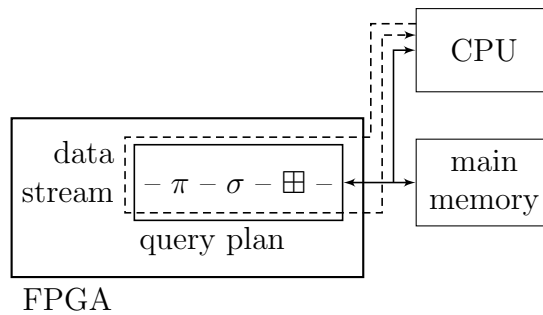 CPU
data
stream
– π – σ – ⊞ –
query plan
main
memory
FPGA